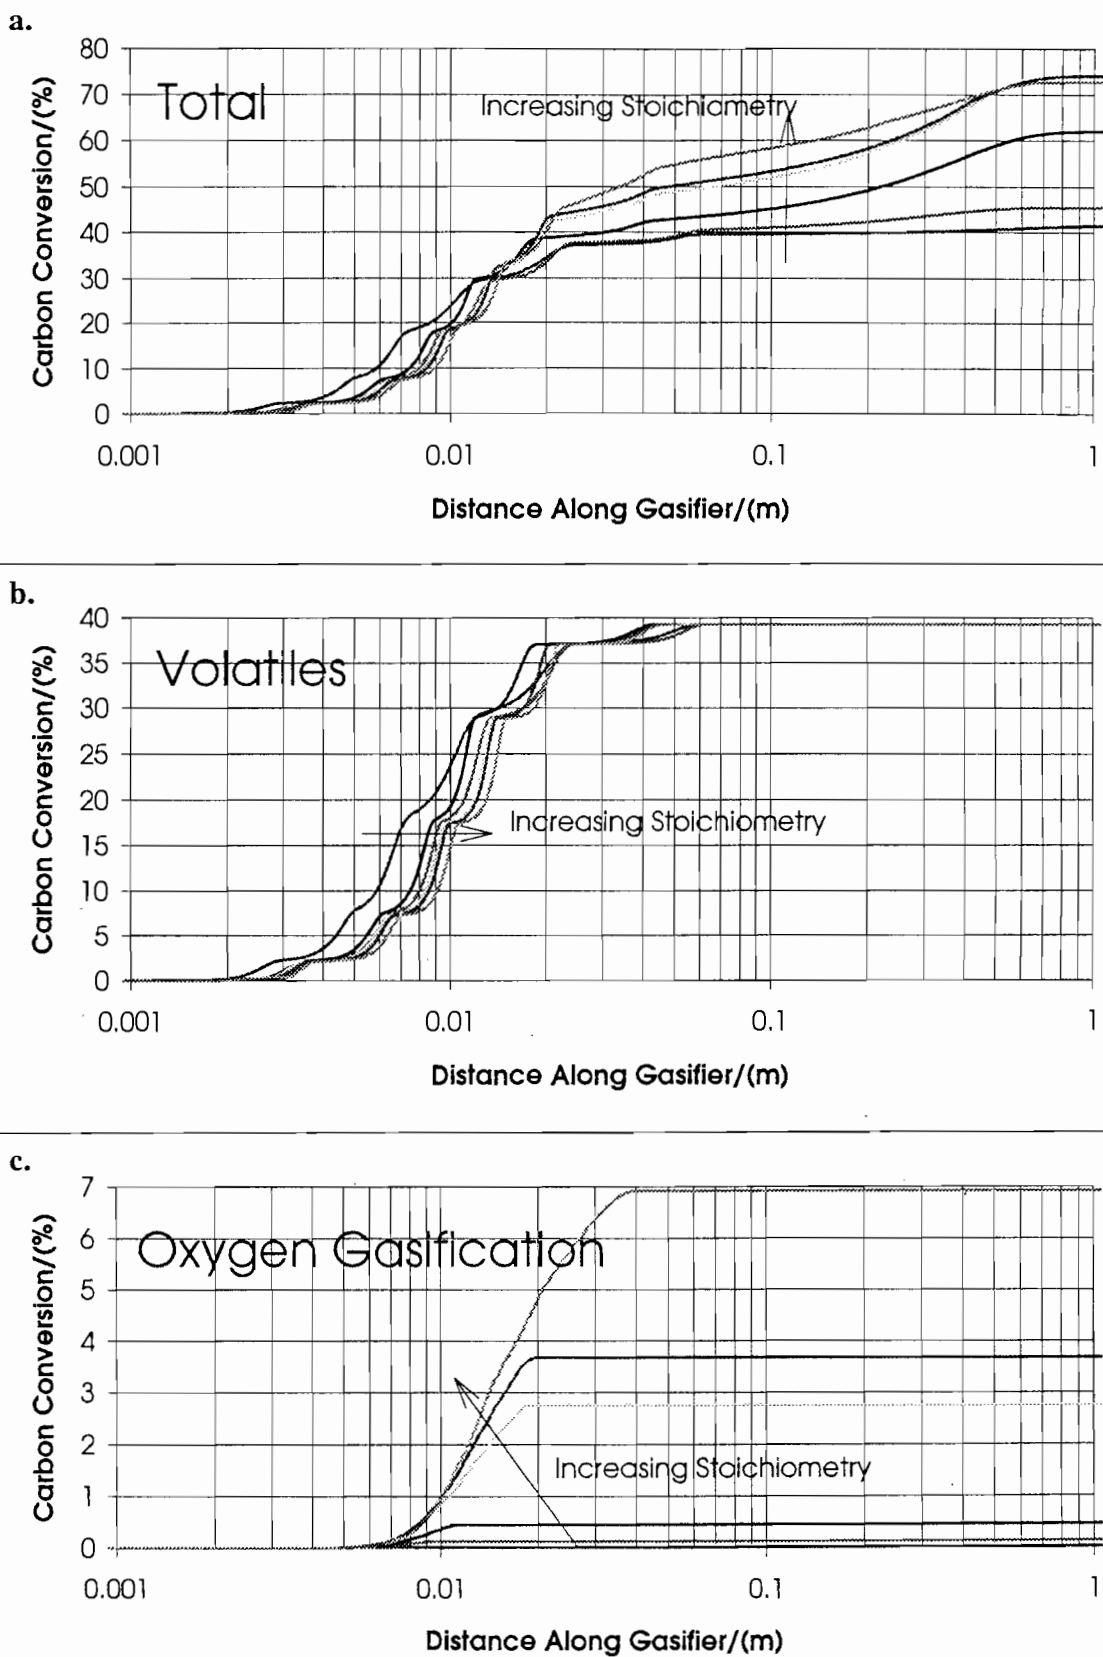 a.
80
Total
Increasing Stoichiametry
70
60
50
40
30
20
10
0
Carbon Conversion/(%)
0.001 0.01 0.1 1
Distance Along Gasifier/(m)
b.
40
Volatiles
35
30
25
20
Increasing Stoichiometry
15
10
5
0
Carbon Conversion/(%)
0.001 0.01 0.1 1
Distance Along Gasifier/(m)
c.
7
Oxygen Gasification
6
5
4
3
2
Increasing Stoichiometry
1
0
Carbon Conversion/(%)
0.001 0.01 0.1 1
Distance Along Gasifier/(m)